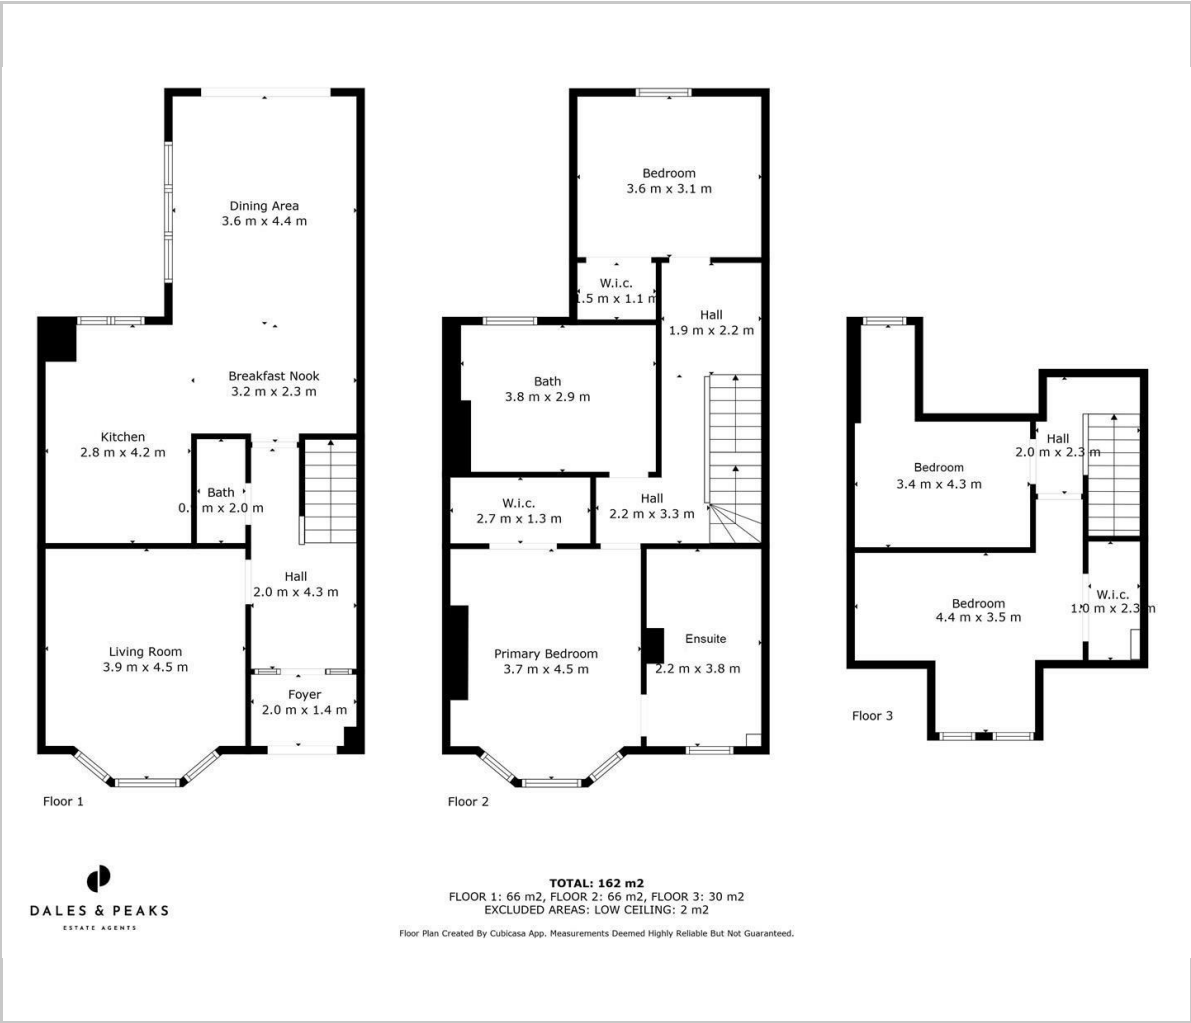 Dining Area
3.6 m x 4.4 m
Breakfast Nook
3.2 m x 2.3 m
Kitchen
2.8 m x 4.2 m
Bath
m x 2.0 m
Hall
2.0 m x 4.3 m
Living Room
3.9 m x 4.5 m
Foyer
2.0 m x 1.4 m
Floor 1
Bedroom
3.6 m x 3.1 m
W.i.c.
1.5 m x 1.1 m
Hall
1.9 m x 2.2 m
Bath
3.8 m x 2.9 m
W.i.c.
2.7 m x 1.3 m
Hall
2.2 m x 3.3 m
Primary Bedroom
3.7 m x 4.5 m
Ensuite
2.2 m x 3.8 m
Floor 2
Hall
2.0 m x 2.3 m
Bedroom
3.4 m x 4.3 m
Bedroom
4.4 m x 3.5 m
W.i.c.
1.0 m x 2.3 m
Floor 3
DALES & PEAKS
ESTATE AGENTS
TOTAL: 162 m2
FLOOR 1: 66 m2, FLOOR 2: 66 m2, FLOOR 3: 30 m2
EXCLUDED AREAS: LOW CEILING: 2 m2
Floor Plan Created By Cubicasa App. Measurements Deemed Highly Reliable But Not Guaranteed.